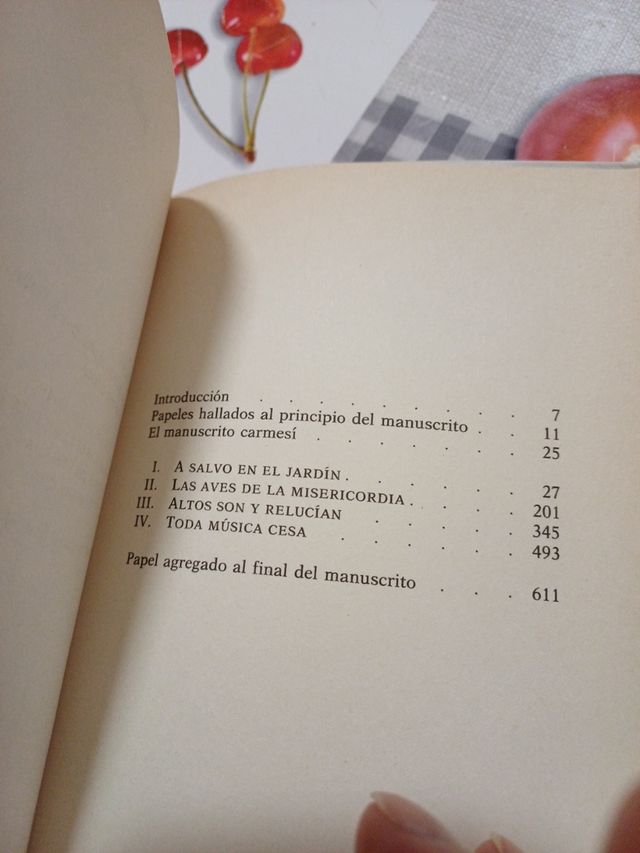 Introducción . . . . . . . . . 7
Papeles hallados al principio del manuscrito . . 11
El manuscrito carmesí . . . . . . . 25
I. A SALVO EN EL JARDÍN . . . . . . 27
II. LAS AVES DE LA MISERICORDIA . . . . 201
III. ALTOS SON Y RELUCÍAN . . . . . 345
IV. TODA MÚSICA CESA . . . . . . 493
Papel agregado al final del manuscrito . . . 611